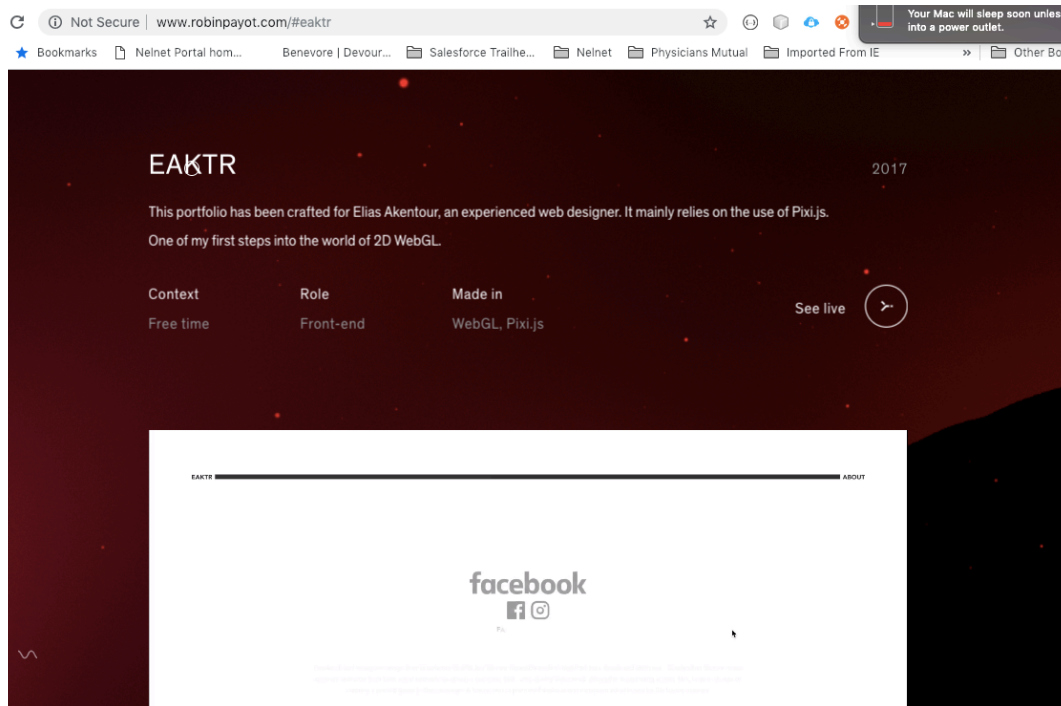 Not Secure www.robinpayot.com/#eaktr
Your Mac will sleep soon unles
into a power outlet.
Bookmarks Nelnet Portal hom... Benevore | Devour... Salesforce Trailhe... Nelnet Physicians Mutual Imported From IE » Other Bo
EAKTR
2017
This portfolio has been crafted for Elias Akentour, an experienced web designer. It mainly relies on the use of Pixi.js.
One of my first steps into the world of 2D WebGL.
Context Role Made in
See live
Free time Front-end WebGL, Pixi.js
EAKTR ABOUT
facebook